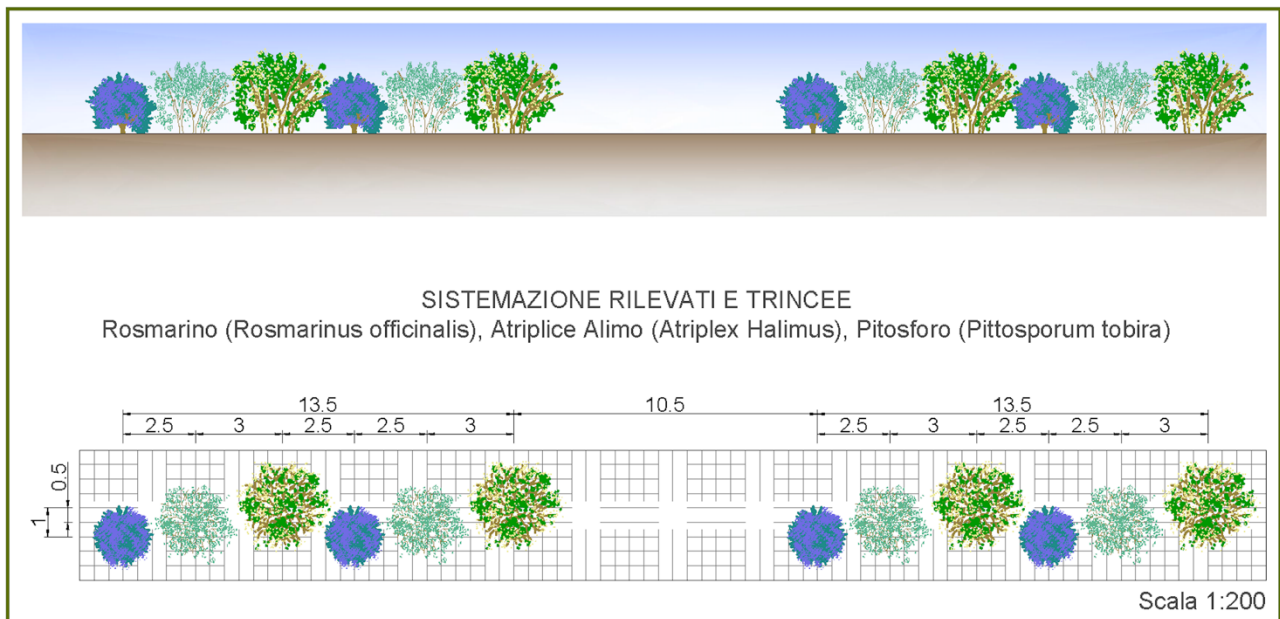 SISTEMAZIONE RILEVATI E TRINCEE
Rosmarino (Rosmarinus officinalis), Atriplice Alimo (Atriplex Halimus), Pitosforo (Pittosporum tobira)
13.5 10.5 13.5
2.5 3 2.5 2.5 3 2.5 3 2.5 2.5 3
0.5
1
Scala 1:200